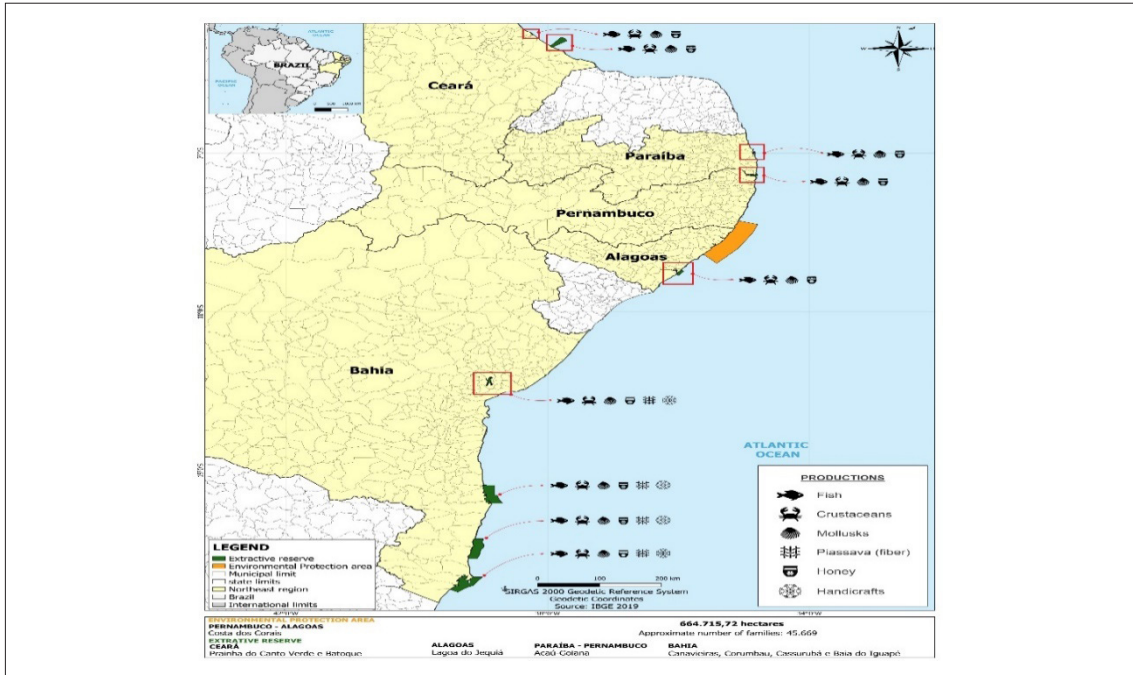 ATLANTIC
OCEAN
BRAZIL
PACIFIC
OCEAN
Ceará
Paraíba
Pernambuco
Alagoas
Bahia
ATLANTIC
OCEAN
PRODUCTIONS
Fish
Crustaceans
Mollusks
Piassava (fiber)
Honey
Handicrafts
LEGEND
Extractive reserve
Environmental Protection area
Municipal limit
state limits
Northeast region
Brazil
International limits
0 100 200 km
SIRGAS 2000 Geodetic Reference System
Geodetic Coordinates
Source: IBGE 2019
ENVIRONMENTAL PROTECTION AREA
PERNAMBUCO - ALAGOAS
Costa dos Corais
664.715,72 hectares
Approximate number of families: 45.669
EXTRATIVE RESERVE
CEARÁ
Prainha do Canto Verde e Batoque
ALAGOAS
Lagoa do Jequiá
PARAÍBA - PERNAMBUCO
Acaú-Goiana
BAHIA
Canavieiras, Corumbau, Cassurubá e Baia do Iguapé